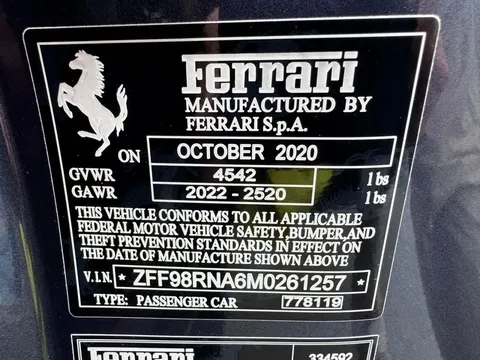 Ferrari
MANUFACTURED BY
FERRARI S.p.A.
ON OCTOBER 2020
GVWR 4542 lbs
GAWR 2022 - 2520 lbs
THIS VEHICLE CONFORMS TO ALL APPLICABLE
FEDERAL MOTOR VEHICLE SAFETY, BUMPER, AND
THEFT PREVENTION STANDARDS IN EFFECT ON
THE DATE OF MANUFACTURE SHOWN ABOVE
V.I.N. * ZFF98RNA6M0261257 *
TYPE: PASSENGER CAR 778119
Ferrari 334592